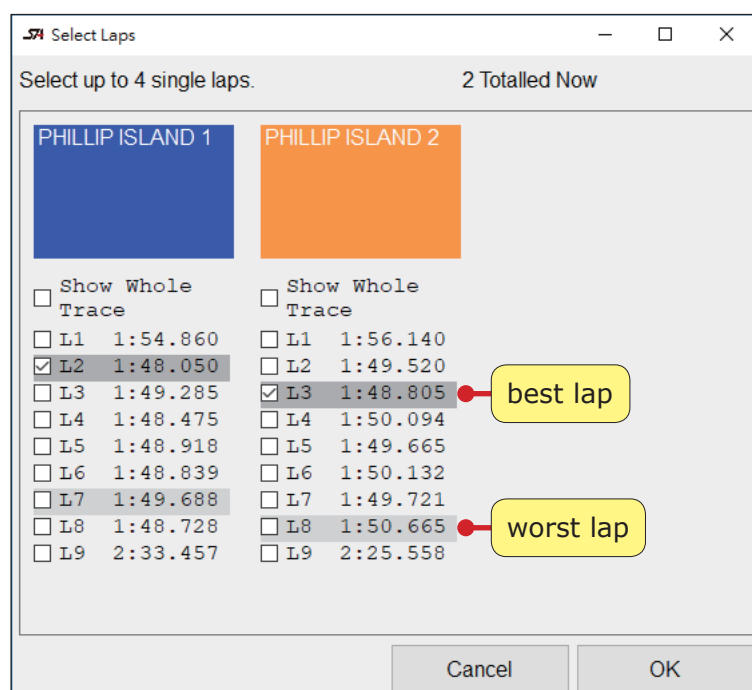 STA Select Laps
Select up to 4 single laps. 2 Totalled Now
PHILLIP ISLAND 1
Show Whole
Trace
L1 1:54.860
L2 1:48.050
L3 1:49.285
L4 1:48.475
L5 1:48.918
L6 1:48.839
L7 1:49.688
L8 1:48.728
L9 2:33.457
PHILLIP ISLAND 2
Show Whole
Trace
L1 1:56.140
L2 1:49.520
L3 1:48.805
L4 1:50.094
L5 1:49.665
L6 1:50.132
L7 1:49.721
L8 1:50.665
L9 2:25.558
best lap
worst lap
Cancel OK